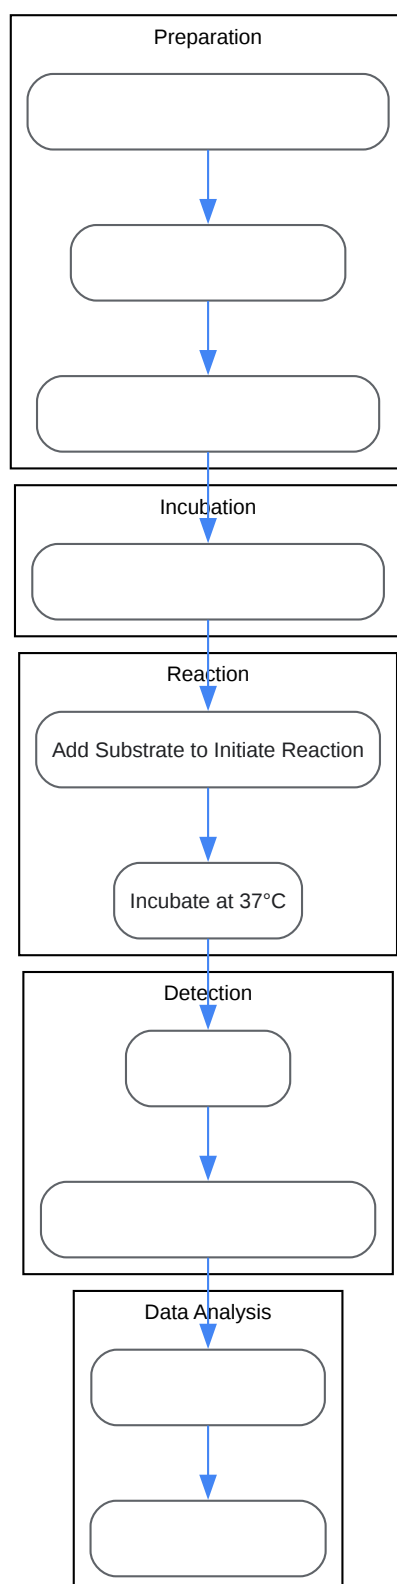 Preparation
Incubation
Reaction
Add Substrate to Initiate Reaction
Incubate at 37°C
Detection
Data Analysis